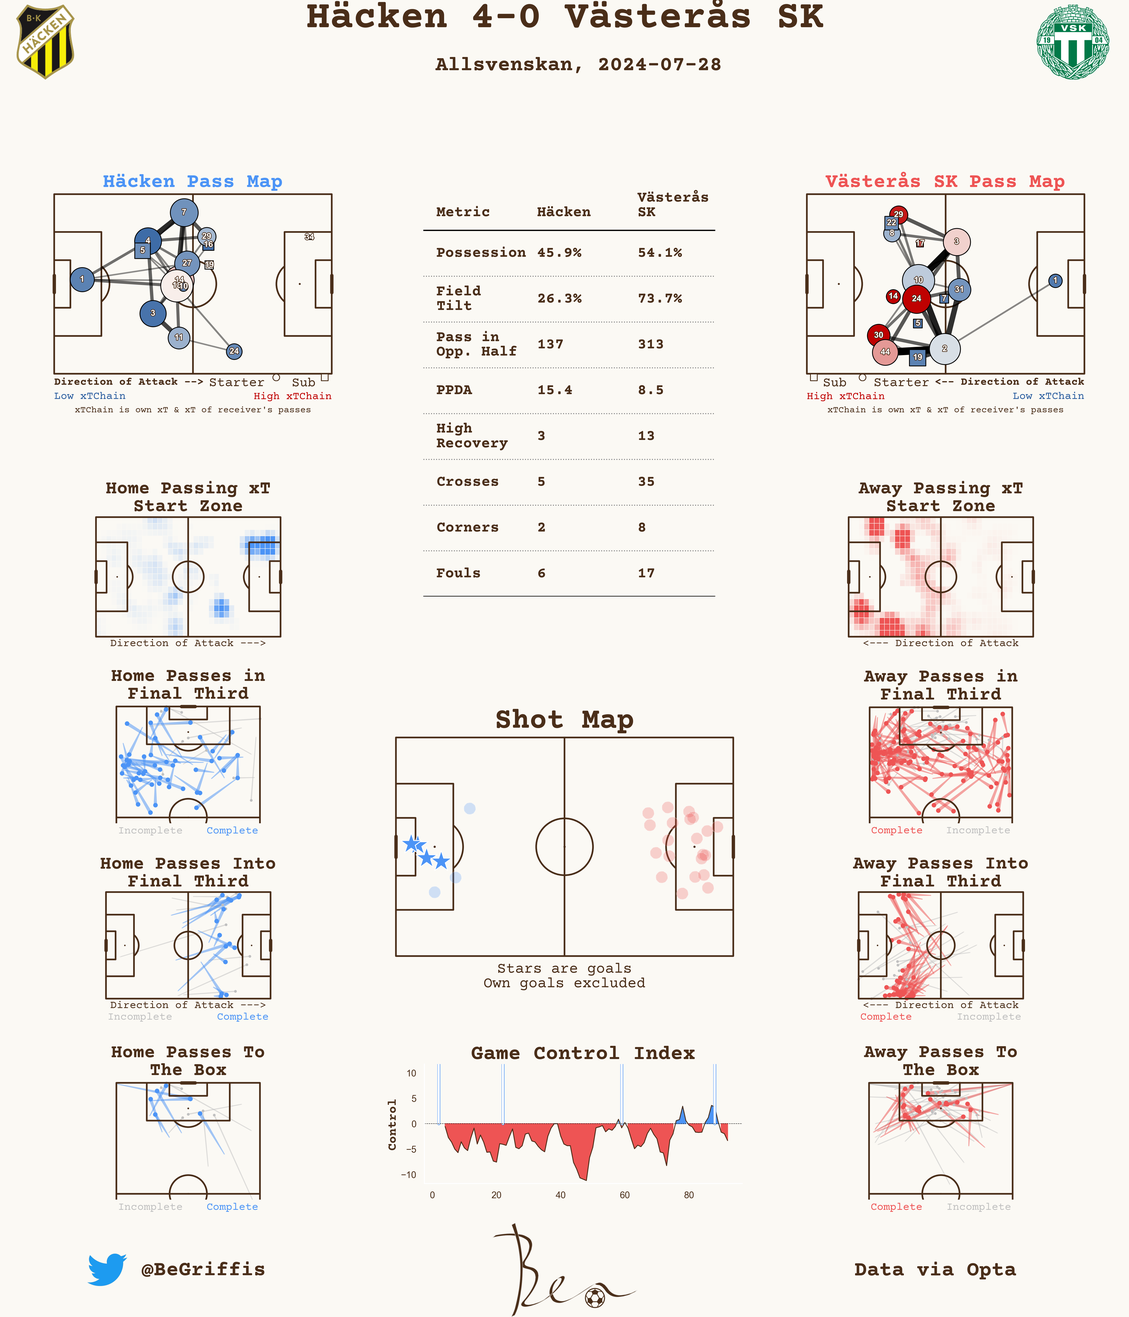 Häcken 4-0 Västerås SK
Allsvenskan, 2024-07-28
B·K
HÄCKEN
VSK
18 04
Häcken Pass Map
7
4
29
5
16
27
1
3
11
24
34
Direction of Attack --> Starter Sub
Low xTChain High xTChain
xTChain is own xT & xT of receiver's passes
Metric Häcken Västerås
SK
Possession 45.9% 54.1%
Field
Tilt 26.3% 73.7%
Pass in
Opp. Half 137 313
PPDA 15.4 8.5
High
Recovery 3 13
Crosses 5 35
Corners 2 8
Fouls 6 17
Västerås SK Pass Map
29
22
8
17
3
10
31
1
14
24
7
5
30
44
19
2
Sub Starter <-- Direction of Attack
High xTChain Low xTChain
xTChain is own xT & xT of receiver's passes
Home Passing xT
Start Zone
Direction of Attack --->
Away Passing xT
Start Zone
<--- Direction of Attack
Home Passes in
Final Third
Incomplete Complete
Shot Map
Stars are goals
Own goals excluded
Away Passes in
Final Third
Complete Incomplete
Home Passes Into
Final Third
Direction of Attack --->
Incomplete Complete
Away Passes Into
Final Third
<--- Direction of Attack
Complete Incomplete
Home Passes To
The Box
Incomplete Complete
Game Control Index
Control
10
5
0
−5
−10
0 20 40 60 80
Away Passes To
The Box
Complete Incomplete
@BeGriffis
Ben
Data via Opta